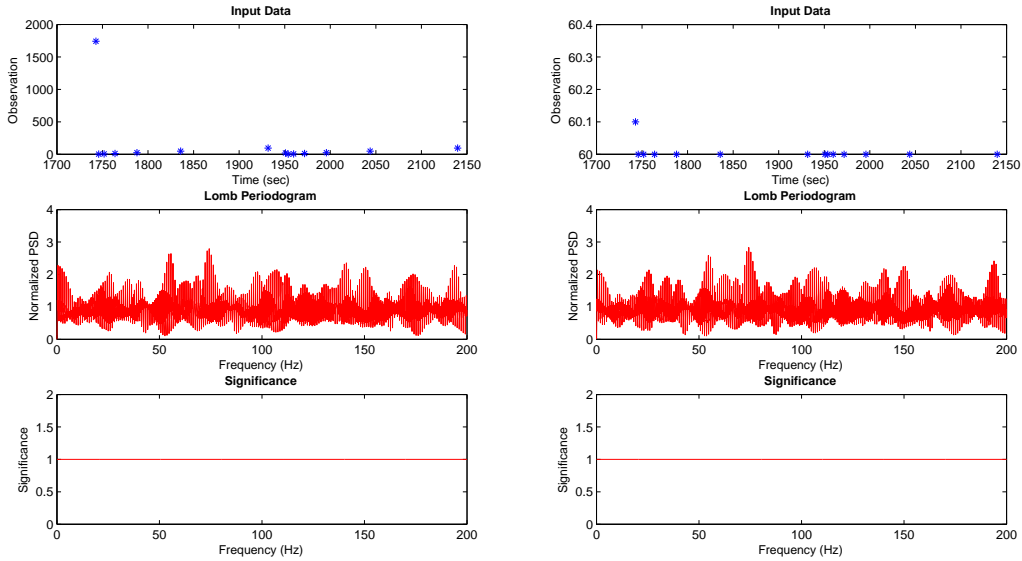 Input Data
2000
1500
1000
500
0
Observation
1700 1750 1800 1850 1900 1950 2000 2050 2100 2150
Time (sec)
Lomb Periodogram
4
3
2
1
0
Normalized PSD
0 50 100 150 200
Frequency (Hz)
Significance
2
1.5
1
0.5
0
Significance
0 50 100 150 200
Frequency (Hz)
Input Data
60.4
60.3
60.2
60.1
60
Observation
1700 1750 1800 1850 1900 1950 2000 2050 2100 2150
Time (sec)
Lomb Periodogram
4
3
2
1
0
Normalized PSD
0 50 100 150 200
Frequency (Hz)
Significance
2
1.5
1
0.5
0
Significance
0 50 100 150 200
Frequency (Hz)